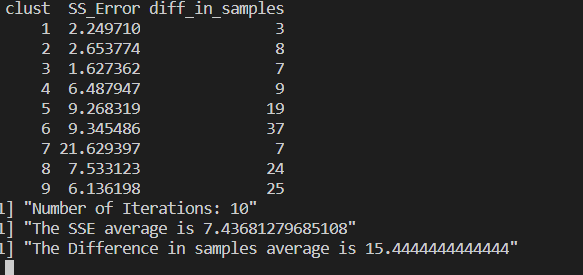 clust SS_Error diff_in_samples
1 2.249710 3
2 2.653774 8
3 1.627362 7
4 6.487947 9
5 9.268319 19
6 9.345486 37
7 21.629397 7
8 7.533123 24
9 6.136198 25
1] "Number of Iterations: 10"
1] "The SSE average is 7.43681279685108"
1] "The Difference in samples average is 15.4444444444444"